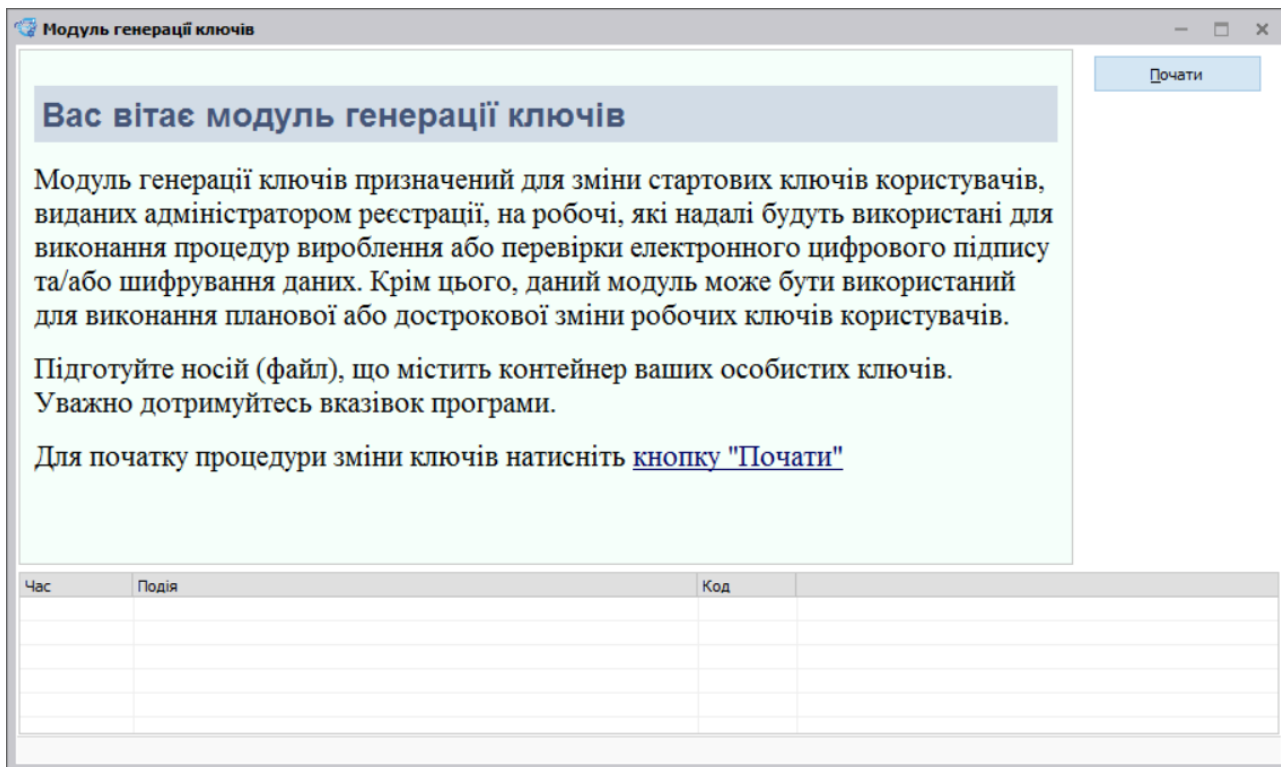 Модуль генерації ключів
Почати
Вас вітає модуль генерації ключів
Модуль генерації ключів призначений для зміни стартових ключів користувачів,
виданих адміністратором реєстрації, на робочі, які надалі будуть використані для
виконання процедур вироблення або перевірки електронного цифрового підпису
та/або шифрування даних. Крім цього, даний модуль може бути використаний
для виконання планової або дострокової зміни робочих ключів користувачів.
Підготуйте носій (файл), що містить контейнер ваших особистих ключів.
Уважно дотримуйтесь вказівок програми.
Для початку процедури зміни ключів натисніть кнопку "Почати"
Час Подія Код